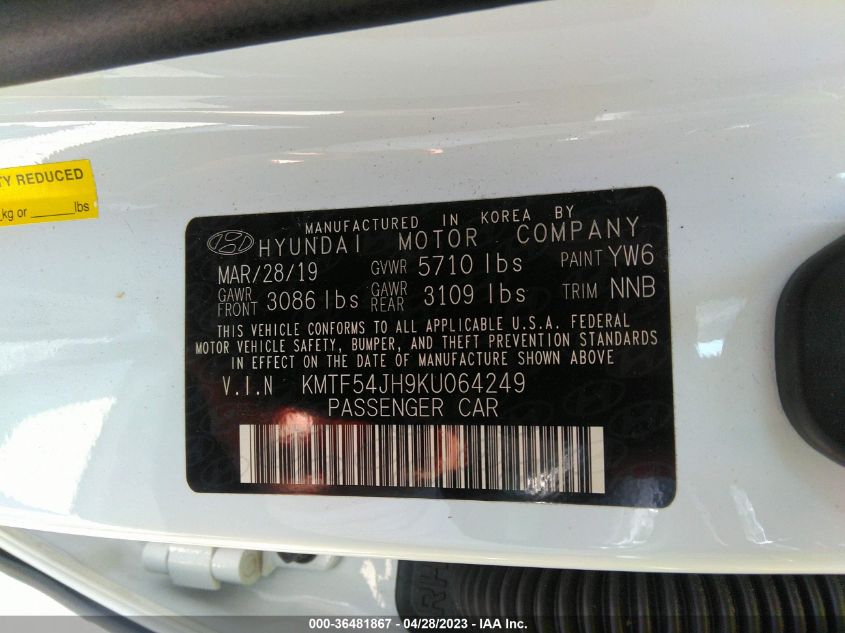 TY REDUCED
kg or ______lbs
MANUFACTURED IN KOREA BY
HYUNDAI MOTOR COMPANY
MAR/28/19 GVWR 5710 lbs PAINT YW6
GAWR FRONT 3086 lbs GAWR REAR 3109 lbs TRIM NNB
THIS VEHICLE CONFORMS TO ALL APPLICABLE U.S.A. FEDERAL
MOTOR VEHICLE SAFETY, BUMPER, AND THEFT PREVENTION STANDARDS
IN EFFECT ON THE DATE OF MANUFACTURE SHOWN ABOVE
V.I.N KMTF54JH9KU064249
PASSENGER CAR
RH
000-36481867 - 04/28/2023 - IAA Inc.